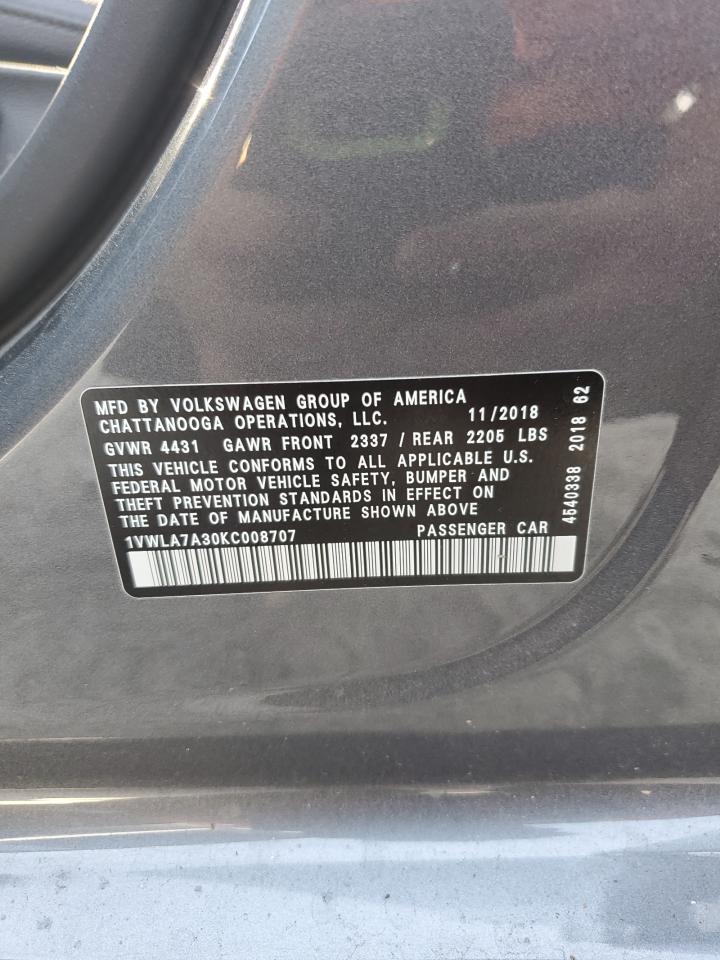 MFD BY VOLKSWAGEN GROUP OF AMERICA
CHATTANOOGA OPERATIONS, LLC. 11/2018
GVWR 4431 GAWR FRONT 2337 / REAR 2205 LBS
THIS VEHICLE CONFORMS TO ALL APPLICABLE U.S.
FEDERAL MOTOR VEHICLE SAFETY, BUMPER AND
THEFT PREVENTION STANDARDS IN EFFECT ON
THE DATE OF MANUFACTURE SHOWN ABOVE
1VWLA7A30KC008707 PASSENGER CAR
4540338 2018 62